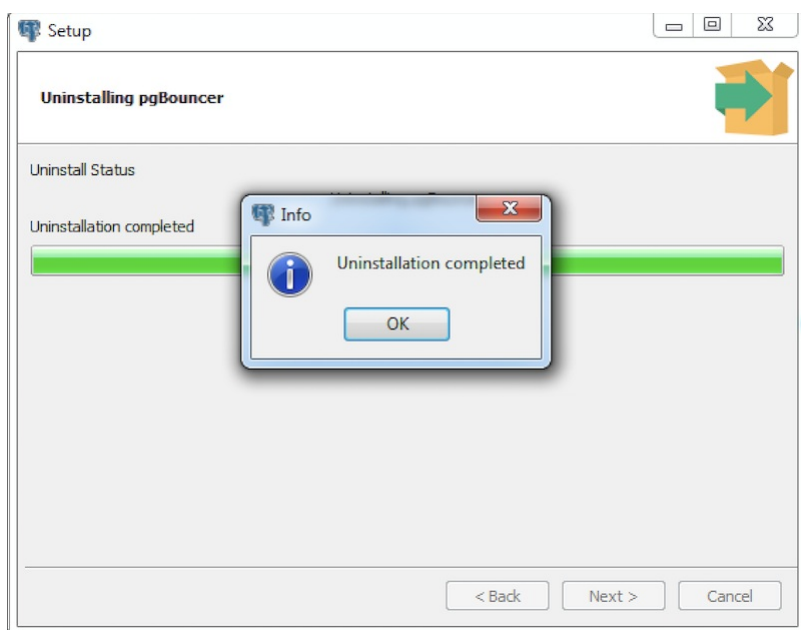 Setup
Uninstalling pgBouncer
Uninstall Status
Uninstallation completed
Info
Uninstallation completed
OK
< Back
Next >
Cancel